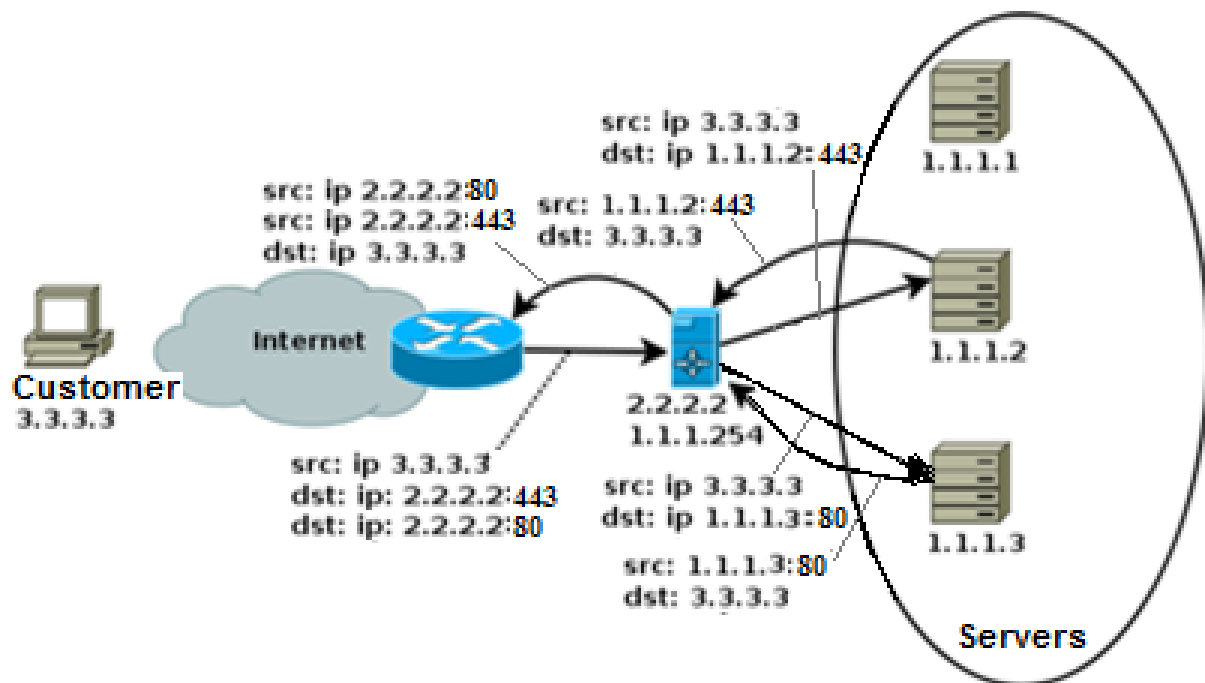 src: ip 3.3.3.3
dst: ip 1.1.1.2:443
1.1.1.1
src: ip 2.2.2.2:80
src: ip 2.2.2.2:443
dst: ip 3.3.3.3
src: 1.1.1.2:443
dst: 3.3.3.3
Internet
1.1.1.2
Customer
3.3.3.3
2.2.2.2
1.1.1.254
src: ip 3.3.3.3
dst: ip: 2.2.2.2:443
dst: ip: 2.2.2.2:80
src: ip 3.3.3.3
dst: ip 1.1.1.3:80
1.1.1.3
src: 1.1.1.3:80
dst: 3.3.3.3
Servers